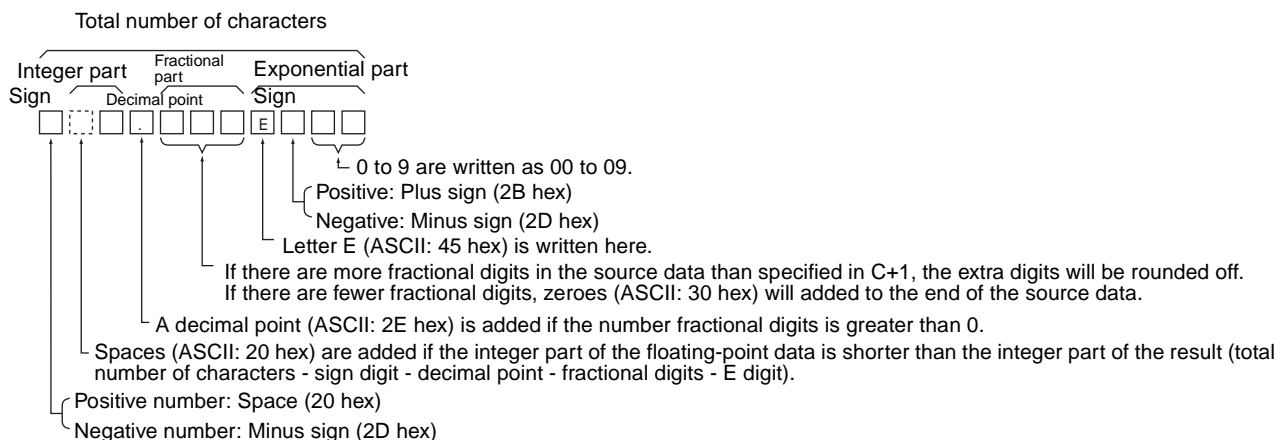 Total number of characters
Integer part
Fractional
part
Exponential part
Sign
Decimal point
Sign
.
E
0 to 9 are written as 00 to 09.
Positive: Plus sign (2B hex)
Negative: Minus sign (2D hex)
Letter E (ASCII: 45 hex) is written here.
If there are more fractional digits in the source data than specified in C+1, the extra digits will be rounded off.
If there are fewer fractional digits, zeroes (ASCII: 30 hex) will added to the end of the source data.
A decimal point (ASCII: 2E hex) is added if the number fractional digits is greater than 0.
Spaces (ASCII: 20 hex) are added if the integer part of the floating-point data is shorter than the integer part of the result (total
number of characters - sign digit - decimal point - fractional digits - E digit).
Positive number: Space (20 hex)
Negative number: Minus sign (2D hex)